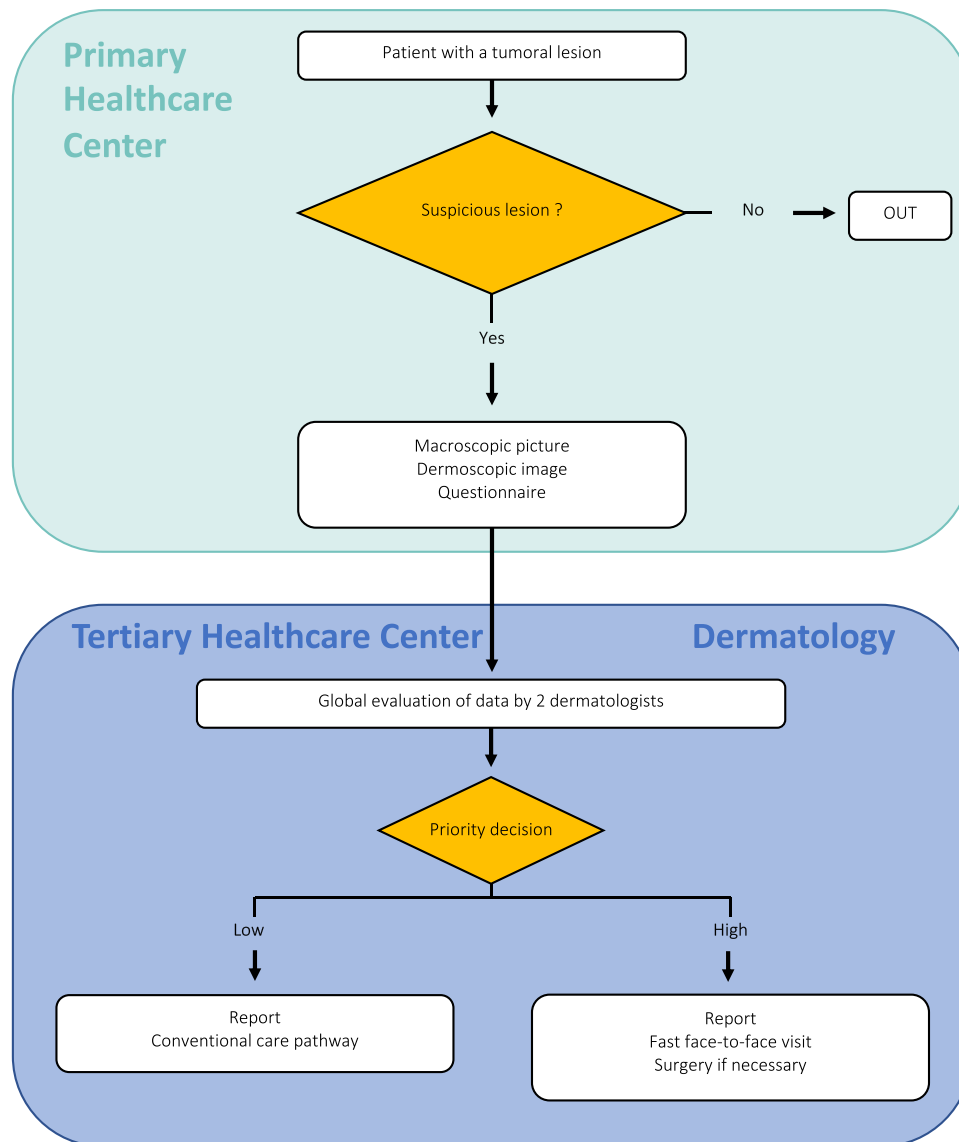 Primary
Healthcare
Center
Patient with a tumoral lesion
Suspicious lesion ?
No
OUT
Yes
Macroscopic picture
Dermoscopic image
Questionnaire
Tertiary Healthcare Center
Dermatology
Global evaluation of data by 2 dermatologists
Priority decision
Low
High
Report
Conventional care pathway
Report
Fast face-to-face visit
Surgery if necessary